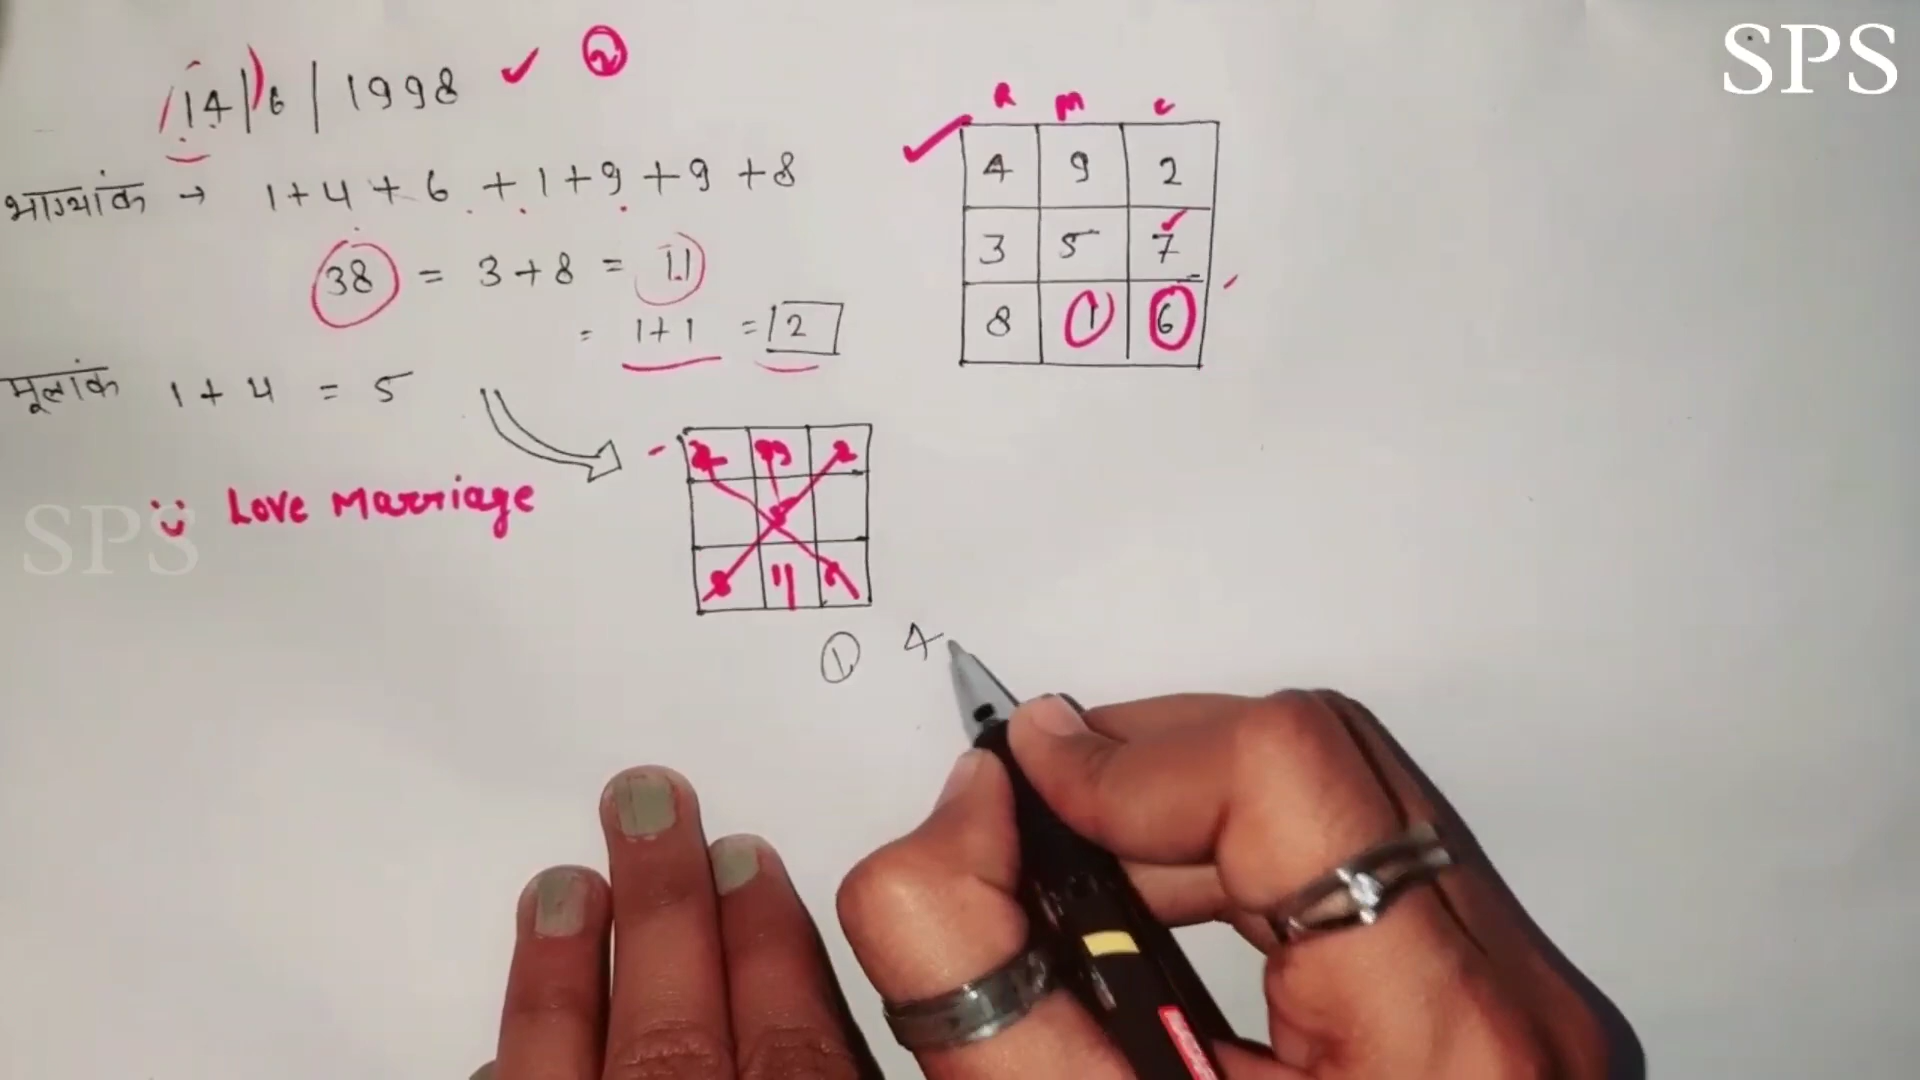 SPS
14/6/1998 ✓ ②
भाग्यांक → 1+4+6+1+9+9+8
38 = 3+8 = 11
= 1+1 = 2
मूलांक 1+4 = 5
Love Marriage
SPS
R M C
4 9 2
3 5 7
8 1 6
① 4